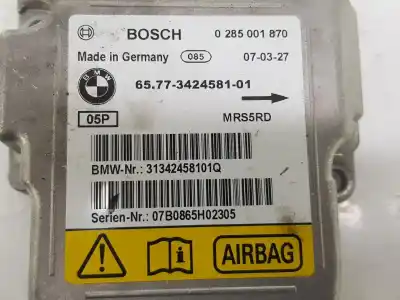 BOSCH 0 285 001 870
Made in Germany 085 07-03-27
BMW 65.77-3424581-01
05P MRS5RD
BMW-Nr.: 31342458101Q
Serien-Nr.: 07B0865H02305
AIRBAG